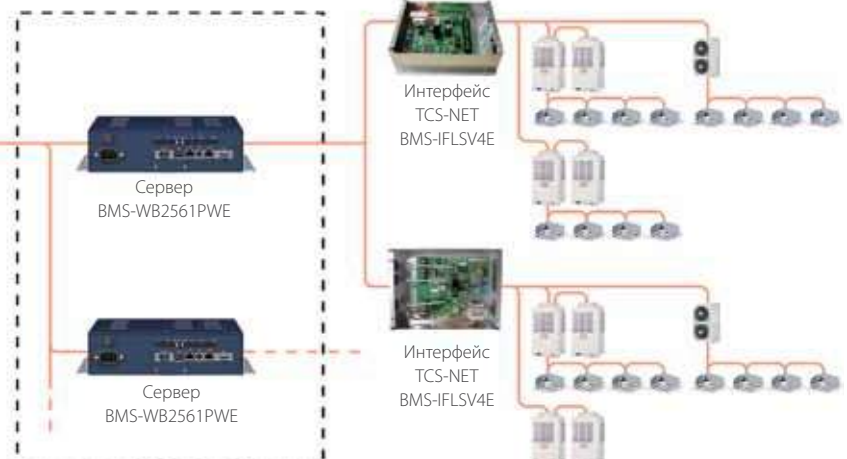 Интерфейс
TCS-NET
BMS-IFLSV4E
Сервер
BMS-WB2561PWE
Интерфейс
TCS-NET
BMS-IFLSV4E
Сервер
BMS-WB2561PWE